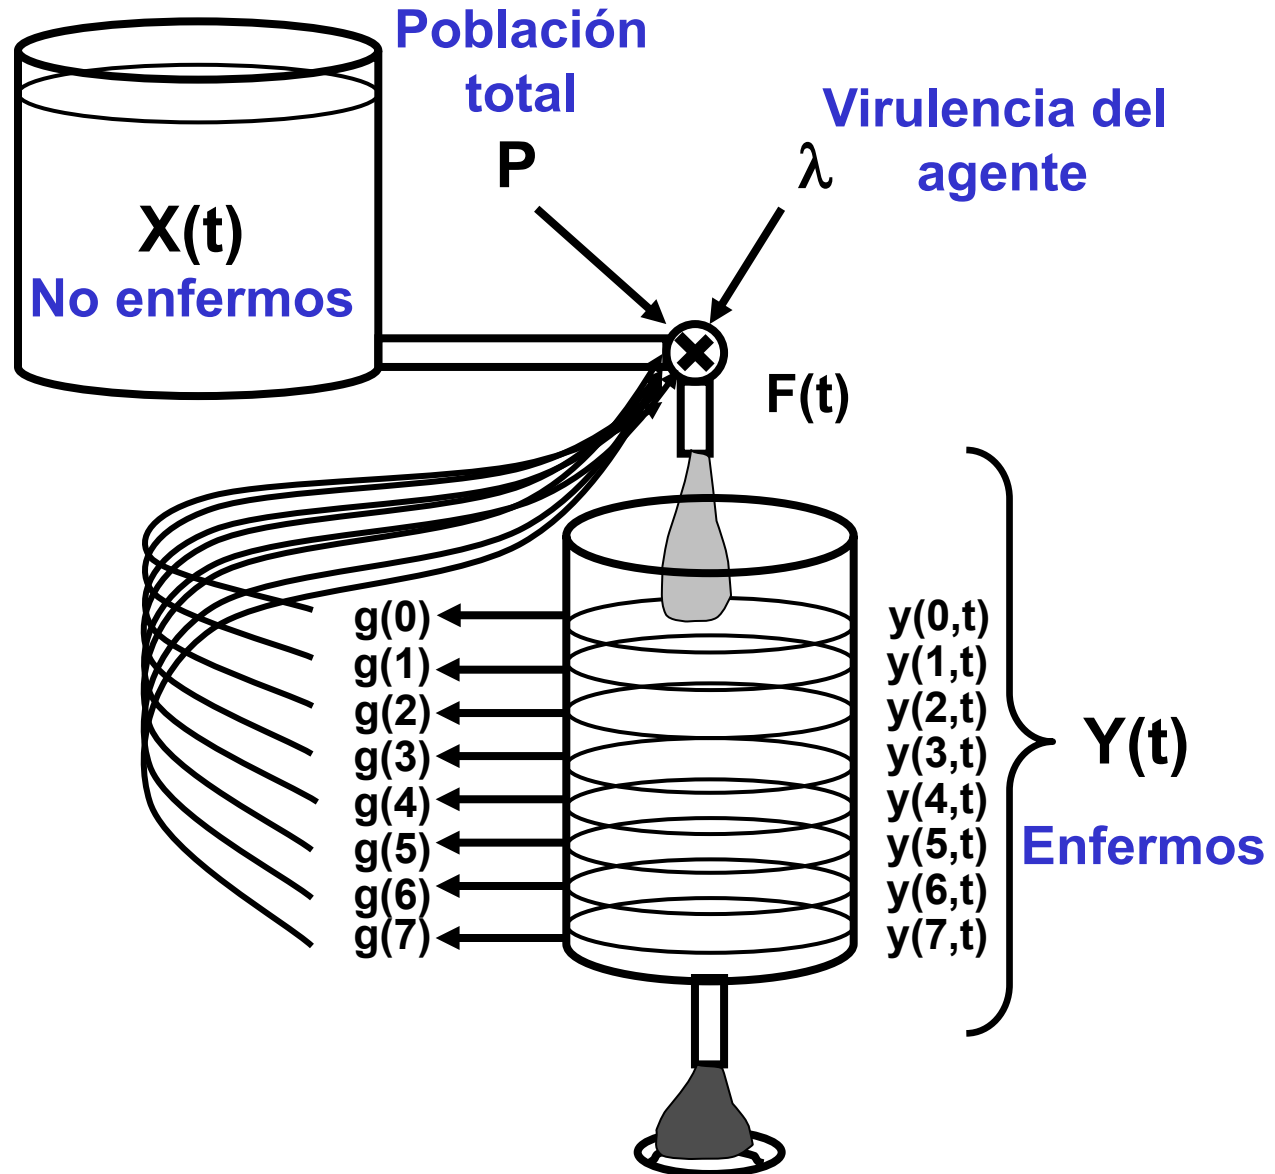 Población
total
P
Virulencia del
agente
λ
X(t)
No enfermos
F(t)
g(0)
g(1)
g(2)
g(3)
g(4)
g(5)
g(6)
g(7)
y(0,t)
y(1,t)
y(2,t)
y(3,t)
y(4,t)
y(5,t)
y(6,t)
y(7,t)
Y(t)
Enfermos